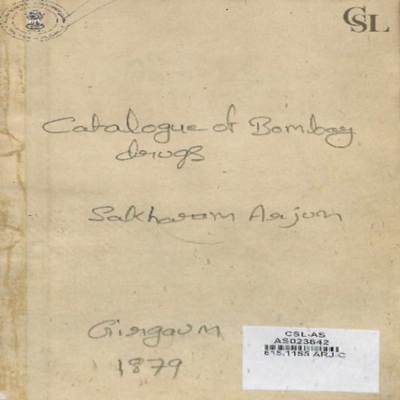 CSL
Catalogue of Bombay
drugs
Sakharam Arjun
Girgaum
1879
CSL-AS
AS023642
615.1155 ARJ-C